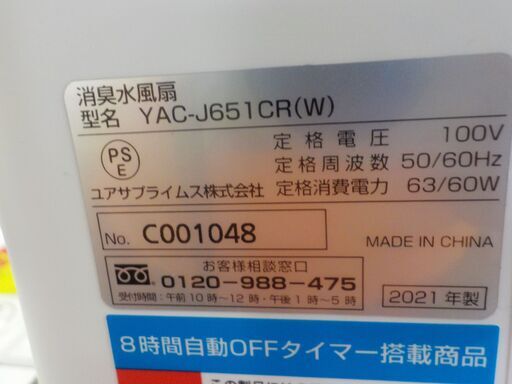 消臭水風扇
型名 YAC-J651CR(W)
定格電圧 100V
PS
E
定格周波数 50/60Hz
ユアサプライムス株式会社 定格消費電力 63/60W
No. C001048
MADE IN CHINA
お客様相談窓口
0120-988-475
受付時間:午前10時~12時・午後1時~5時
2021年製
8時間自動OFFタイマー搭載商品